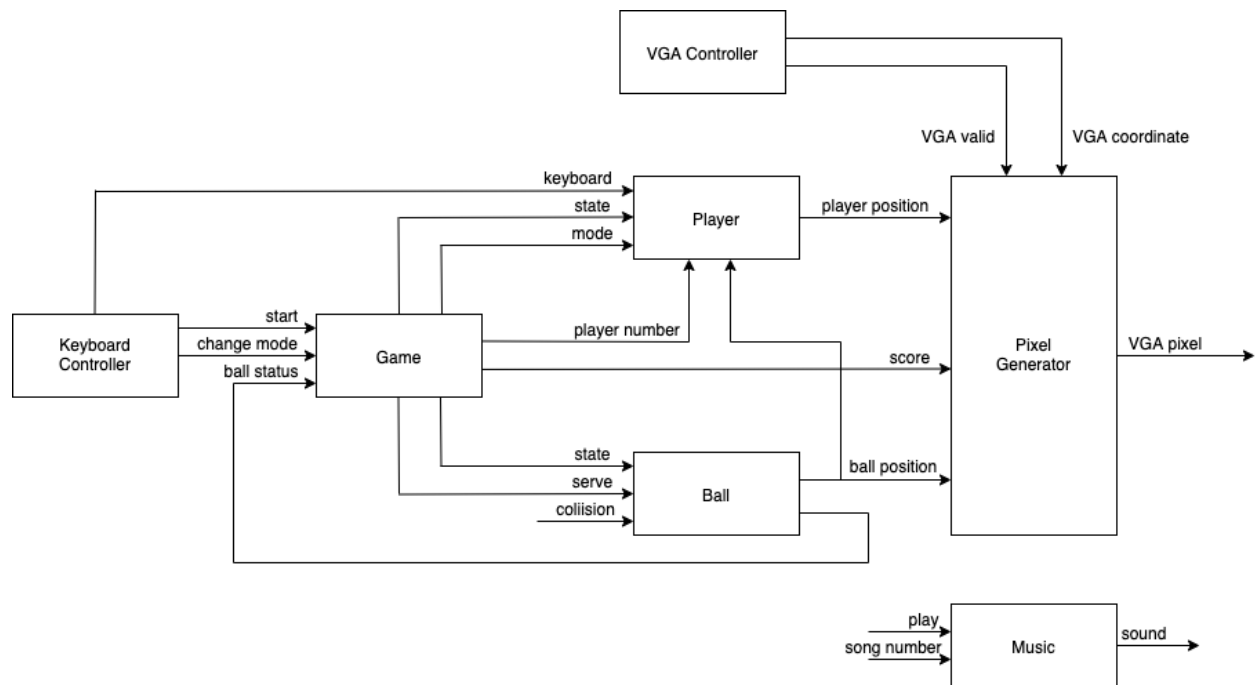 VGA Controller
VGA valid
VGA coordinate
keyboard
state
mode
Player
player position
Keyboard
Controller
start
change mode
ball status
Game
player number
score
Pixel
Generator
VGA pixel
state
serve
coliision
Ball
ball position
play
song number
Music
sound